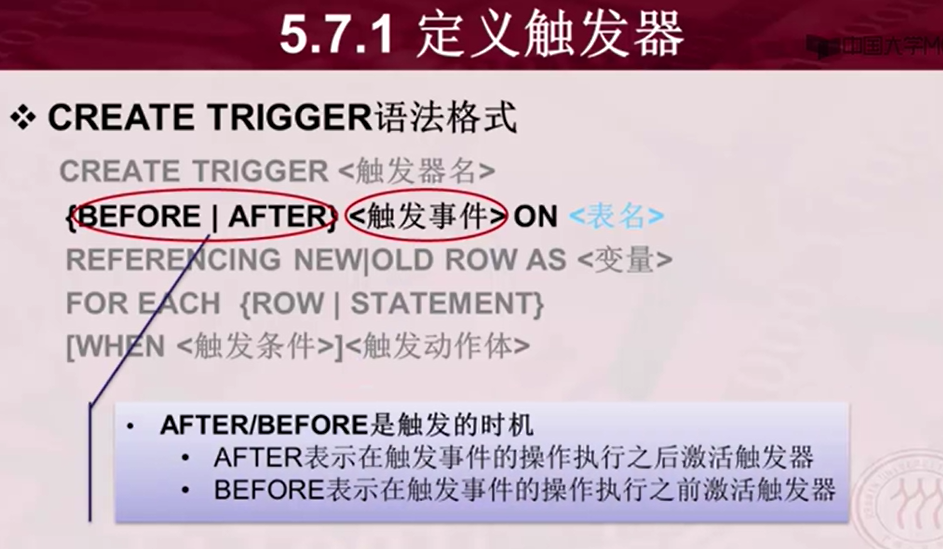 5.7.1 定义触发器
中国大学M
❖ CREATE TRIGGER语法格式
CREATE TRIGGER <触发器名>
{BEFORE | AFTER} <触发事件> ON <表名>
REFERENCING NEW|OLD ROW AS <变量>
FOR EACH {ROW | STATEMENT}
[WHEN <触发条件>]<触发动作体>
• AFTER/BEFORE是触发的时机
• AFTER表示在触发事件的操作执行之后激活触发器
• BEFORE表示在触发事件的操作执行之前激活触发器